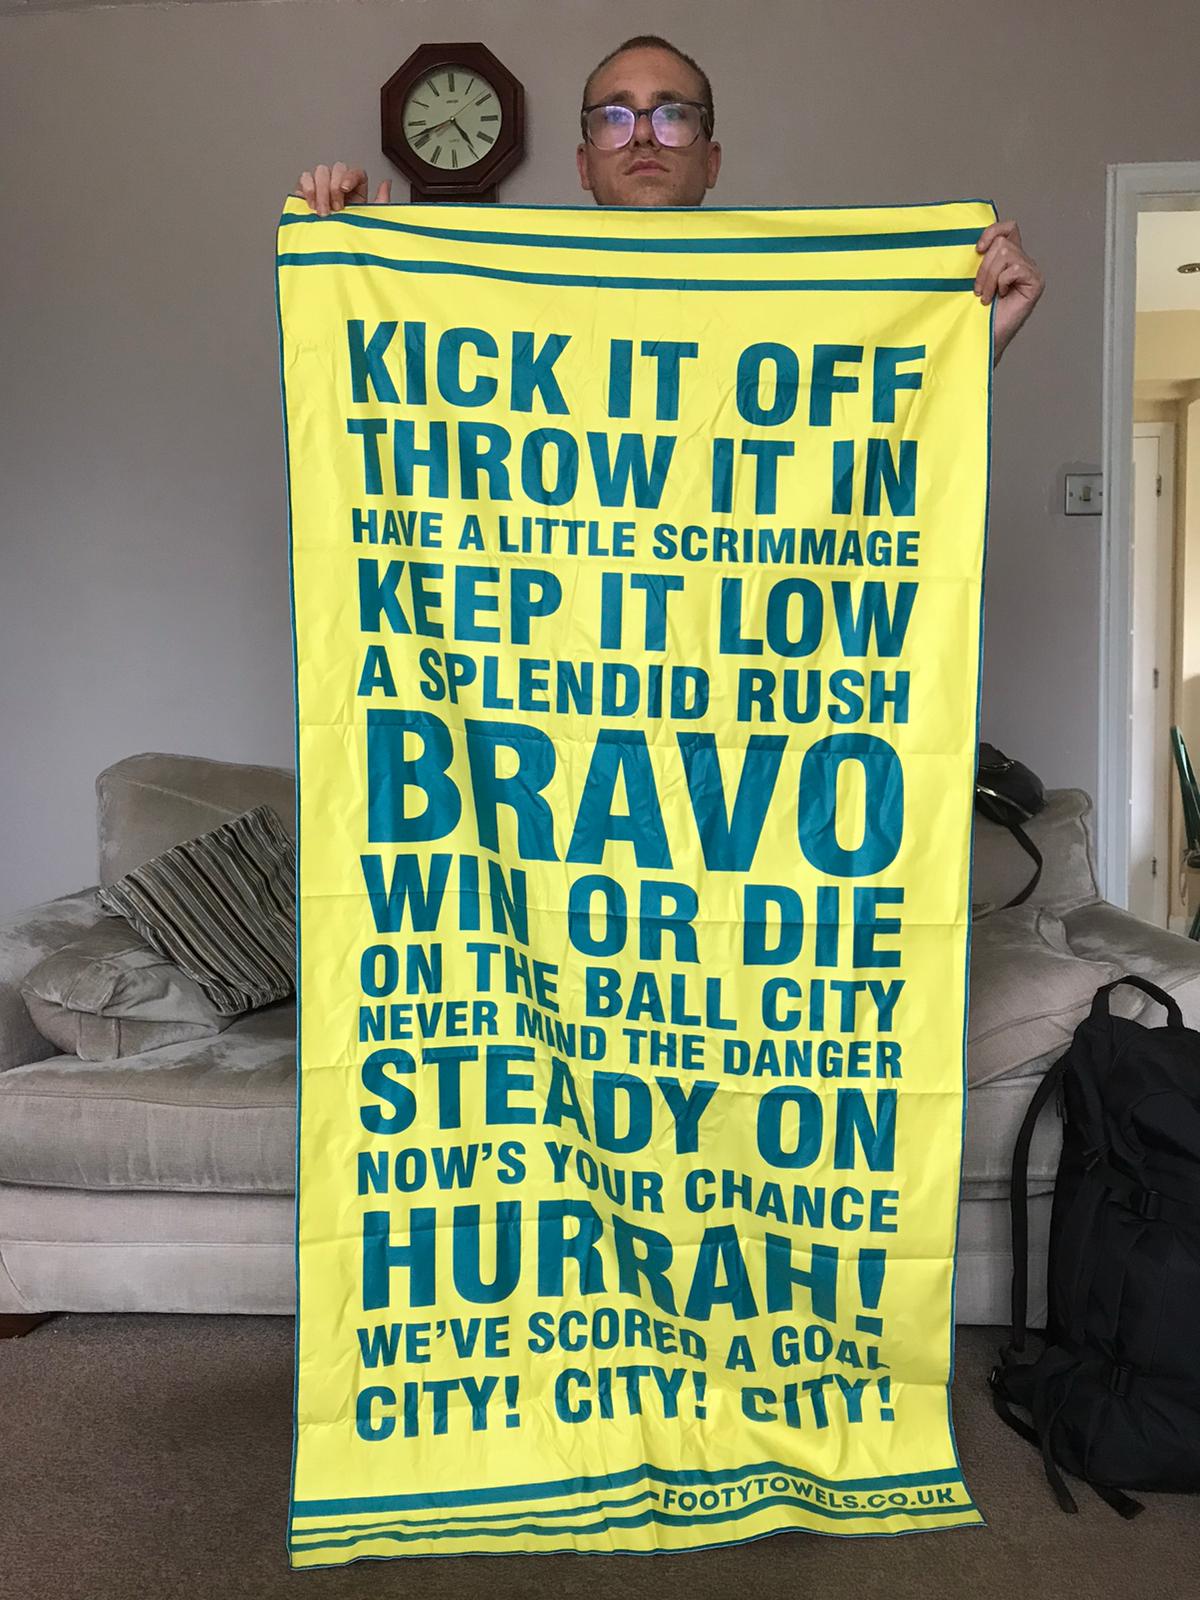 KICK IT OFF
THROW IT IN
HAVE A LITTLE SCRIMMAGE
KEEP IT LOW
A SPLENDID RUSH
BRAVO
WIN OR DIE
ON THE BALL CITY
NEVER MIND THE DANGER
STEADY ON
NOW'S YOUR CHANCE
HURRAH!
WE'VE SCORED A GOAL
CITY! CITY! CITY!
FOOTYTOWELS.CO.UK